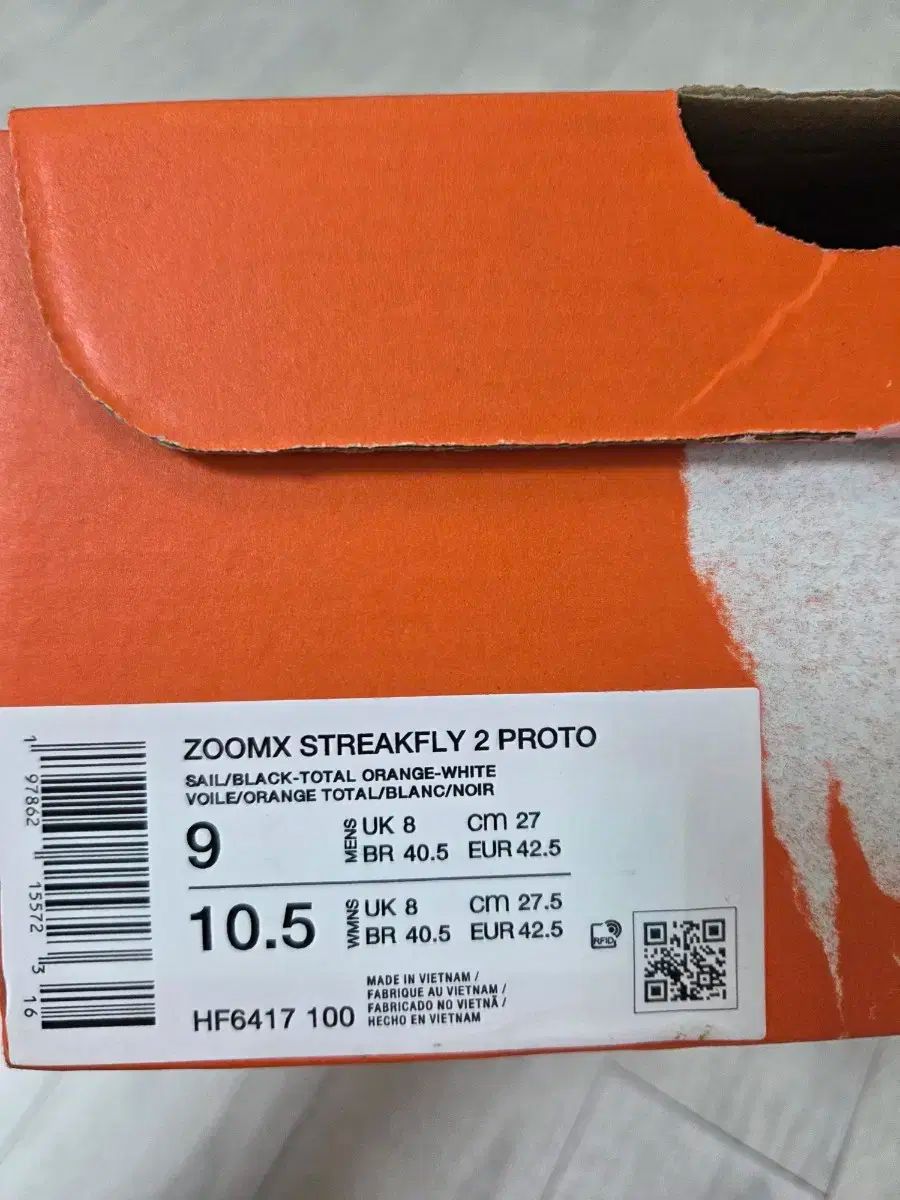 ZOOMX STREAKFLY 2 PROTO
SAIL/BLACK-TOTAL ORANGE-WHITE
VOILE/ORANGE TOTAL/BLANC/NOIR
9 MENS UK 8 CM 27
BR 40.5 EUR 42.5
10.5 WMNS UK 8 CM 27.5
BR 40.5 EUR 42.5
RFID
HF6417 100
MADE IN VIETNAM /
FABRIQUE AU VIETNAM /
FABRICADO NO VIETNÃ /
HECHO EN VIETNAM
1 97862 15572 3 16